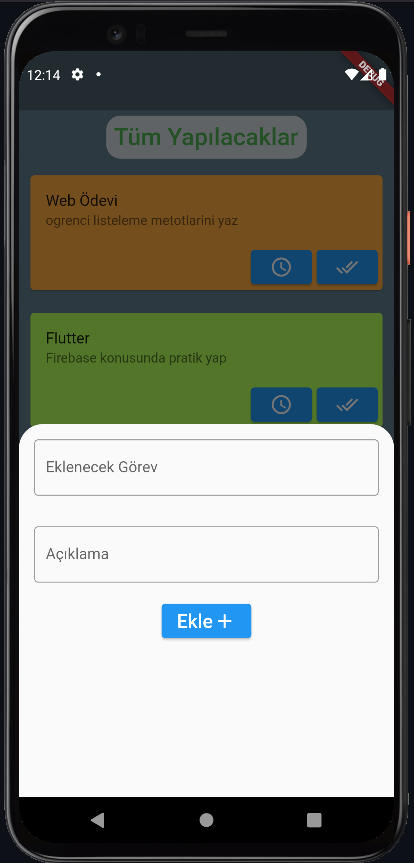 12:14
DEBUG
Tüm Yapılacaklar
Web Ödevi
ogrenci listeleme metotlarini yaz
Flutter
Firebase konusunda pratik yap
Eklenecek Görev
Açıklama
Ekle +